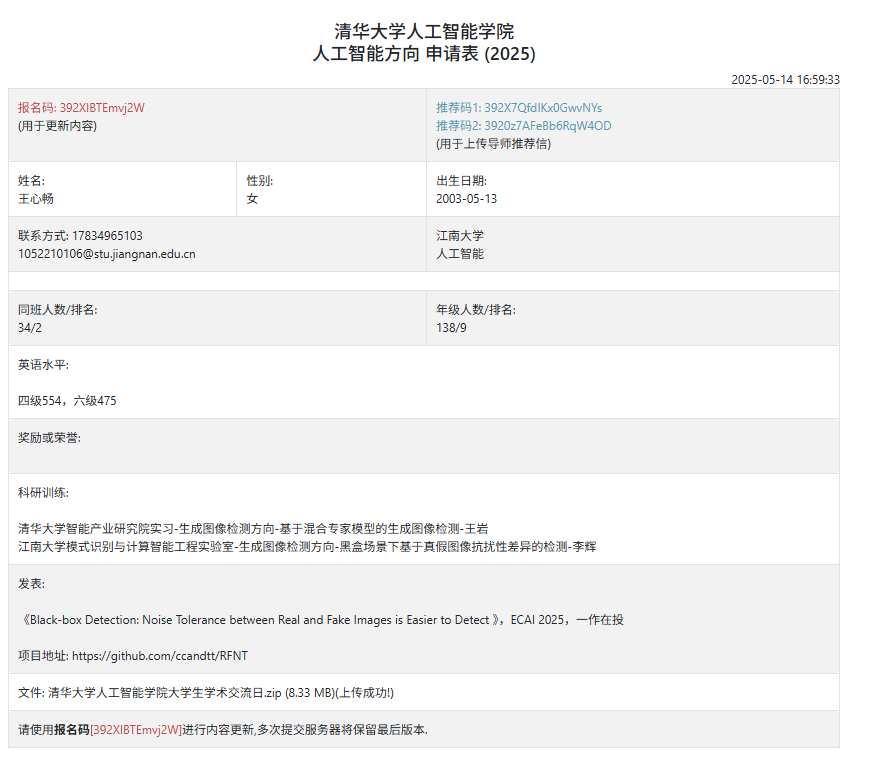 清华大学人工智能学院
人工智能方向 申请表 (2025)
2025-05-14 16:59:33
报名码: 392XIBTEmvj2W
(用于更新内容)
推荐码1: 392X7QfdIKx0GwvNYs
推荐码2: 3920z7AFeBb6RqW4OD
(用于上传导师推荐信)
姓名:
王心畅
性别:
女
出生日期:
2003-05-13
联系方式: 17834965103
1052210106@stu.jiangnan.edu.cn
江南大学
人工智能
同班人数/排名:
34/2
年级人数/排名:
138/9
英语水平:
四级554，六级475
奖励或荣誉:
科研训练:
清华大学智能产业研究院实习-生成图像检测方向-基于混合专家模型的生成图像检测-王岩
江南大学模式识别与计算智能工程实验室-生成图像检测方向-黑盒场景下基于真假图像抗扰性差异的检测-李辉
发表:
《Black-box Detection: Noise Tolerance between Real and Fake Images is Easier to Detect 》，ECAI 2025，一作在投
项目地址: https://github.com/ccandtt/RFNT
文件: 清华大学人工智能学院大学生学术交流日.zip (8.33 MB)(上传成功!)
请使用报名码[392XIBTEmvj2W]进行内容更新,多次提交服务器将保留最后版本.